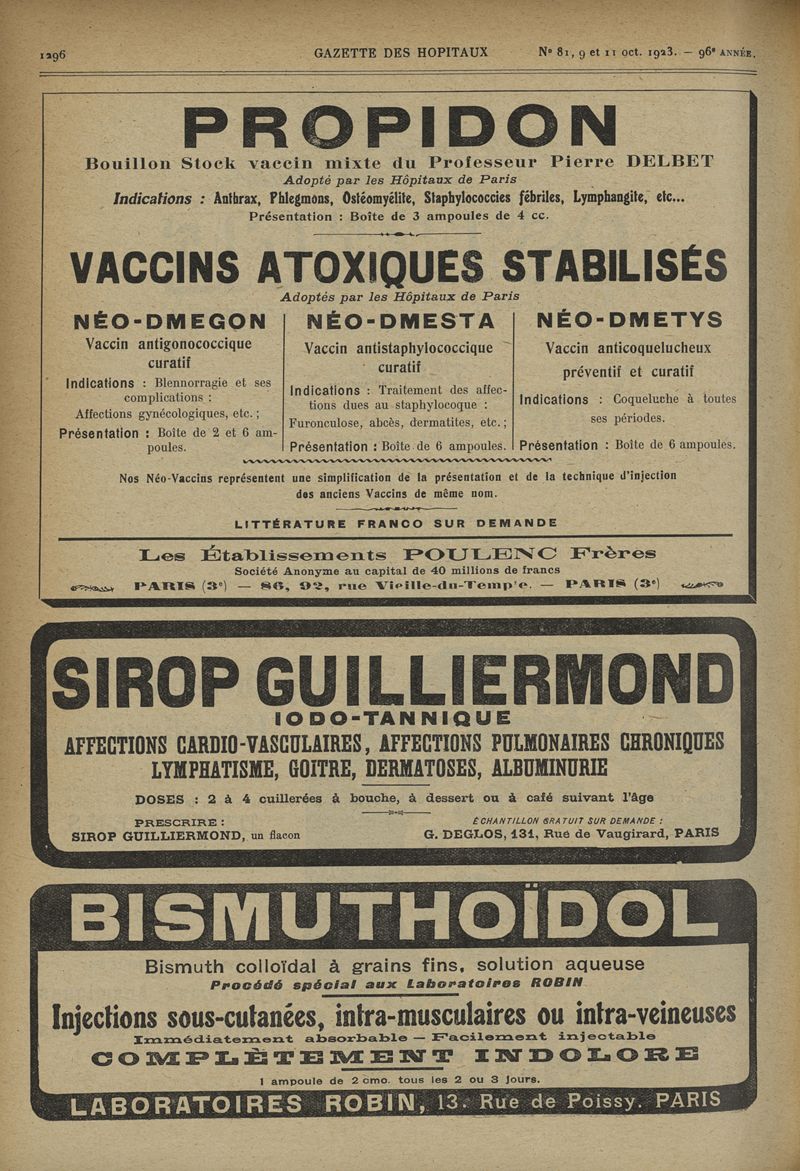 1296
GAZETTE DES HOPITAUX
N° 81, 9 et 11 oct. 1923. — 96e ANNÉE.
PROPIDON
Bouillon Stock vaccin mixte du Professeur Pierre DELBET
Adopté par les Hôpitaux de Paris
Indications : Anthrax, Phlegmons, Ostéomyélite, Staphylococcies fébriles, Lymphangite, etc...
Présentation : Boîte de 3 ampoules de 4 cc.
VACCINS ATOXIQUES STABILISÉS
Adoptés par les Hôpitaux de Paris
NÉO-DMEGON
Vaccin antigonococcique
curatif
Indications : Blennorragie et ses
complications :
Affections gynécologiques, etc. ;
Présentation : Boîte de 2 et 6 am-
poules.
NÉO-DMESTA
Vaccin antistaphylococcique
curatif
Indications : Traitement des affec-
tions dues au staphylocoque :
Furonculose, abcès, dermatites, etc. ;
Présentation : Boîte de 6 ampoules.
NÉO-DMETYS
Vaccin anticoquelucheux
préventif et curatif
Indications : Coqueluche à toutes
ses périodes.
Présentation : Boîte de 6 ampoules.
Nos Néo-Vaccins représentent une simplification de la présentation et de la technique d'injection
des anciens Vaccins de même nom.
LITTÉRATURE FRANCO SUR DEMANDE
Les Établissements POULENC Frères
Société Anonyme au capital de 40 millions de francs
PARIS (3e) — 86, 92, rue Vieille-du-Temp'e. — PARIS (3e)
SIROP GUILLIERMOND
IODO-TANNIQUE
AFFECTIONS CARDIO-VASCULAIRES, AFFECTIONS PULMONAIRES CHRONIQUES
LYMPHATISME, GOITRE, DERMATOSES, ALBUMINURIE
DOSES : 2 à 4 cuillerées à bouche, à dessert ou à café suivant l'âge
PRESCRIRE :
SIROP GUILLIERMOND, un flacon
ÉCHANTILLON GRATUIT SUR DEMANDE :
G. DEGLOS, 131, Rue de Vaugirard, PARIS
BISMUTHOÏDOL
Bismuth colloïdal à grains fins, solution aqueuse
Procédé spécial aux Laboratoires ROBIN
Injections sous-cutanées, intra-musculaires ou intra-veineuses
Immédiatement absorbable — Facilement injectable
COMPLÈTEMENT INDOLORE
1 ampoule de 2 cmc. tous les 2 ou 3 jours.
LABORATOIRES ROBIN, 13. Rue de Poissy. PARIS